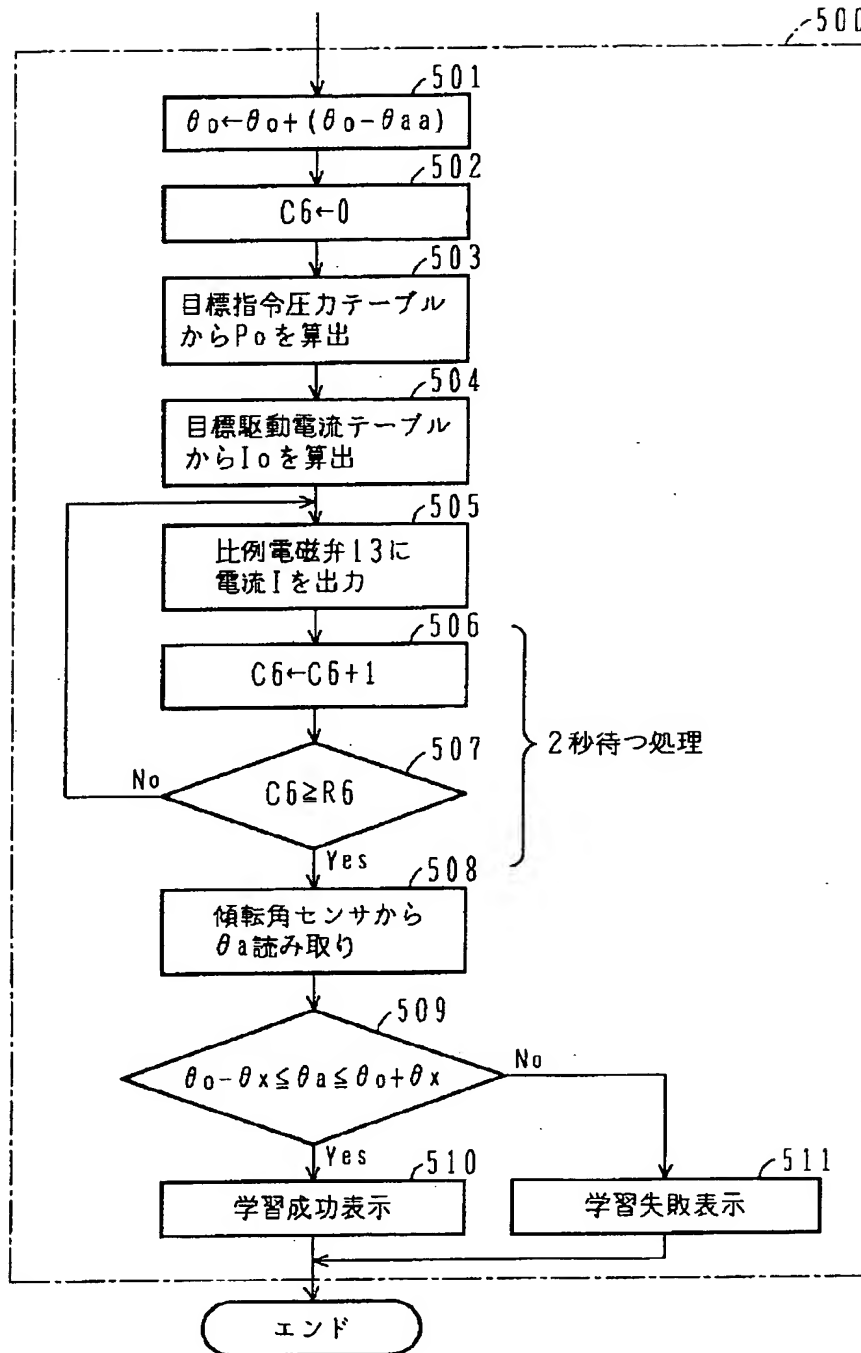 500
501
θo←θo+(θo-θaa)
502
C6←0
503
目標指令圧力テーブル
からPoを算出
504
目標駆動電流テーブル
からIoを算出
505
比例電磁弁13に
電流Iを出力
506
C6←C6+1
2秒待つ処理
507
No
C6≧R6
Yes
508
傾転角センサから
θa読み取り
509
No
θo-θx≦θa≦θo+θx
Yes
510
511
学習成功表示
学習失敗表示
エンド